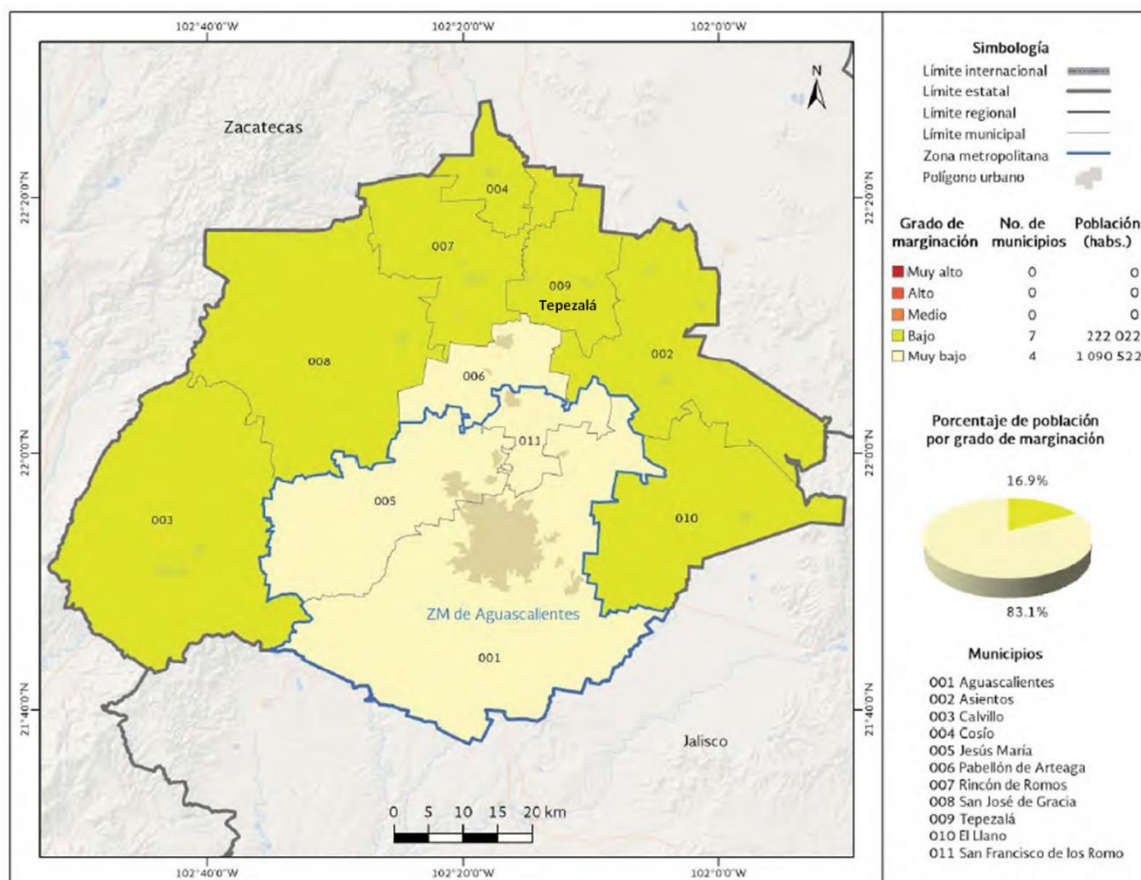 102°40'0"W 102°20'0"W 102°0'0"W
22°20'0"N
22°0'0"N
21°40'0"N
N
Zacatecas
004
007
009
Tepezalá
002
008
006
011
005
003
010
ZM de Aguascalientes
001
Jalisco
0 5 10 15 20 km
22°20'0"N
22°0'0"N
21°40'0"N
102°40'0"W 102°20'0"W 102°0'0"W
Simbología
Límite internacional
Límite estatal
Límite regional
Límite municipal
Zona metropolitana
Polígono urbano
Grado de marginación No. de municipios Población (habs.)
Muy alto 0 0
Alto 0 0
Medio 0 0
Bajo 7 222 022
Muy bajo 4 1 090 522
Porcentaje de población
por grado de marginación
16.9%
83.1%
Municipios
001 Aguascalientes
002 Asientos
003 Calvillo
004 Cosío
005 Jesús María
006 Pabellón de Arteaga
007 Rincón de Romos
008 San José de Gracia
009 Tepezalá
010 El Llano
011 San Francisco de los Romo